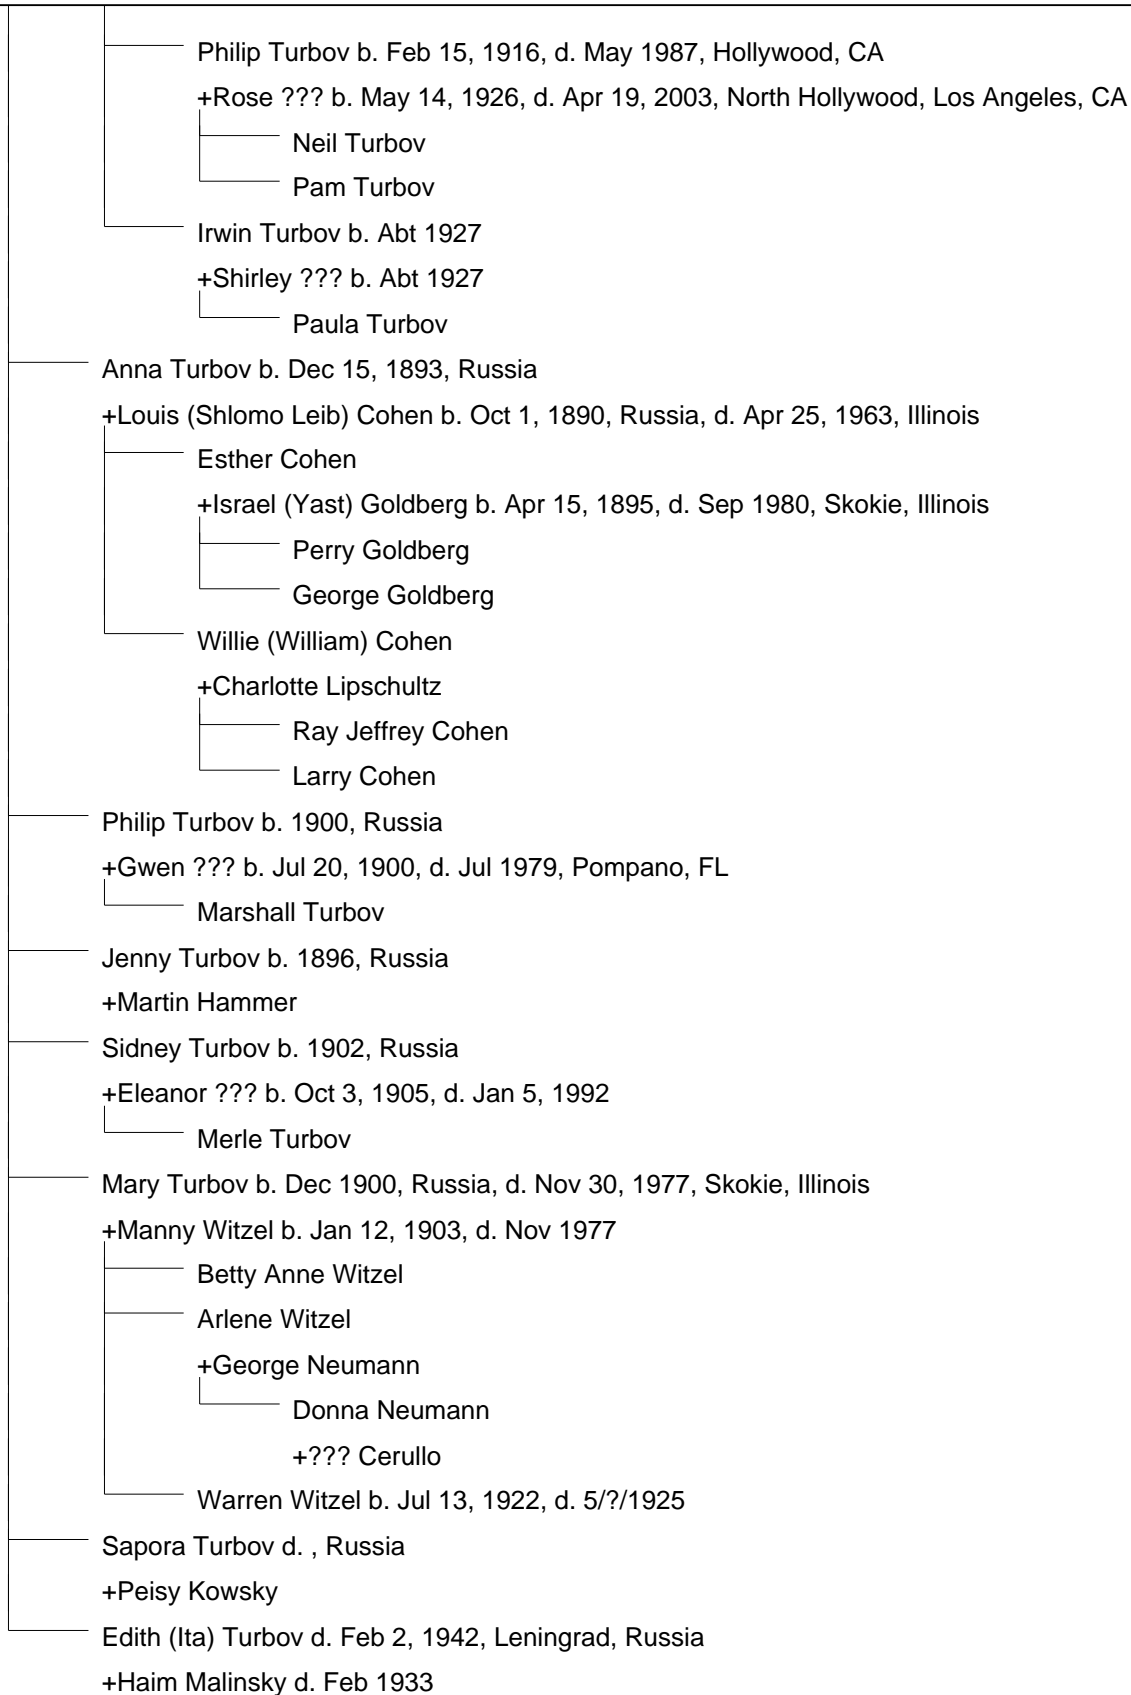 Philip Turbov b. Feb 15, 1916, d. May 1987, Hollywood, CA
+Rose ??? b. May 14, 1926, d. Apr 19, 2003, North Hollywood, Los Angeles, CA
Neil Turbov
Pam Turbov
Irwin Turbov b. Abt 1927
+Shirley ??? b. Abt 1927
Paula Turbov
Anna Turbov b. Dec 15, 1893, Russia
+Louis (Shlomo Leib) Cohen b. Oct 1, 1890, Russia, d. Apr 25, 1963, Illinois
Esther Cohen
+Israel (Yast) Goldberg b. Apr 15, 1895, d. Sep 1980, Skokie, Illinois
Perry Goldberg
George Goldberg
Willie (William) Cohen
+Charlotte Lipschultz
Ray Jeffrey Cohen
Larry Cohen
Philip Turbov b. 1900, Russia
+Gwen ??? b. Jul 20, 1900, d. Jul 1979, Pompano, FL
Marshall Turbov
Jenny Turbov b. 1896, Russia
+Martin Hammer
Sidney Turbov b. 1902, Russia
+Eleanor ??? b. Oct 3, 1905, d. Jan 5, 1992
Merle Turbov
Mary Turbov b. Dec 1900, Russia, d. Nov 30, 1977, Skokie, Illinois
+Manny Witzel b. Jan 12, 1903, d. Nov 1977
Betty Anne Witzel
Arlene Witzel
+George Neumann
Donna Neumann
+??? Cerullo
Warren Witzel b. Jul 13, 1922, d. 5/?/1925
Sapora Turbov d. , Russia
+Peisy Kowsky
Edith (Ita) Turbov d. Feb 2, 1942, Leningrad, Russia
+Haim Malinsky d. Feb 1933